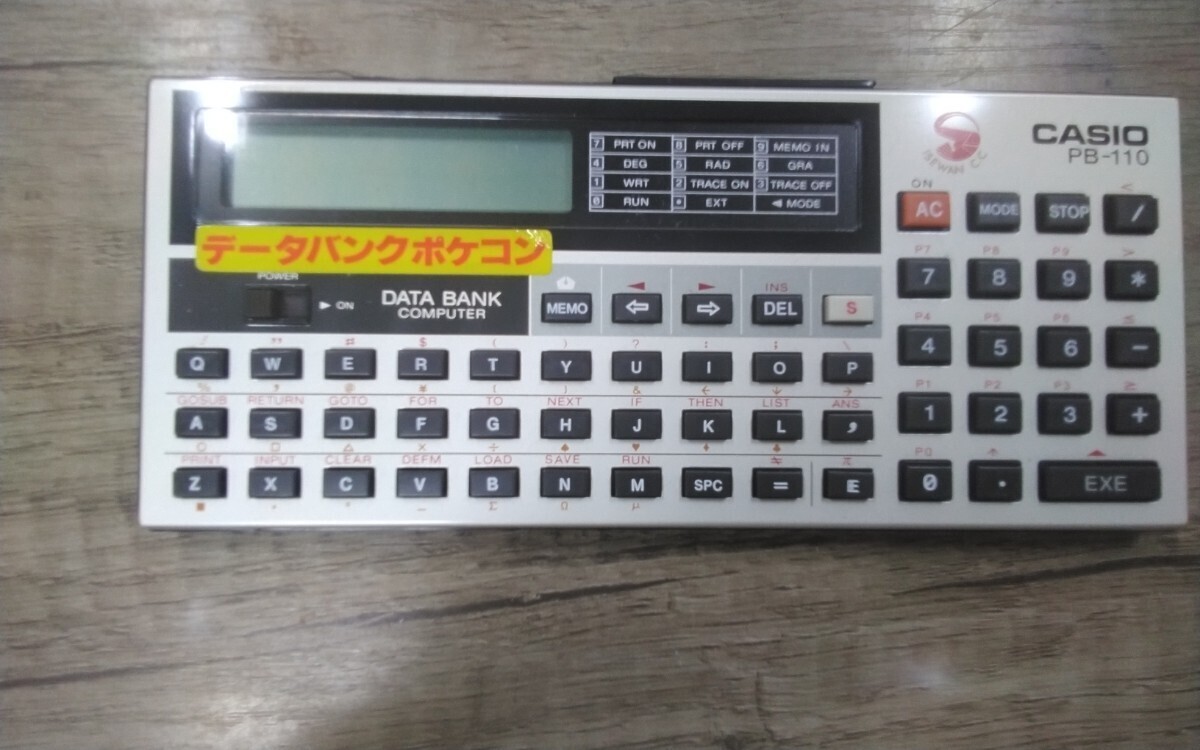 CASIO
PB-110
7 PRT ON 8 PRT OFF 9 MEMO IN
4 DEG 5 RAD 6 GRA
1 WRT 2 TRACE ON 3 TRACE OFF
0 RUN • EXT ◀ MODE
データバンクポケコン
POWER
▶ ON
DATA BANK
COMPUTER
INS
MEMO ⇦ ⇨ DEL S
ON
AC MODE STOP /
P7 P8 P9
7 8 9 *
P4 P5 P6
4 5 6 −
P1 P2 P3
1 2 3 +
P0
0 • EXE
Q W E R T Y U I O P
GOSUB RETURN GOTO FOR TO NEXT IF THEN LIST ANS
A S D F G H J K L ,
PRINT INPUT CLEAR DEFM LOAD SAVE RUN
Z X C V B N M SPC = E